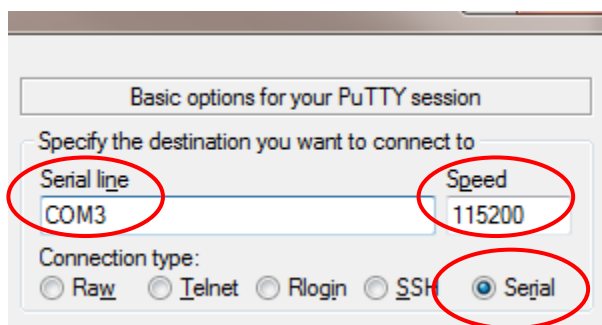 Basic options for your PuTTY session
Specify the destination you want to connect to
Serial line Speed
COM3 115200
Connection type:
Raw Telnet Rlogin SSH Serial